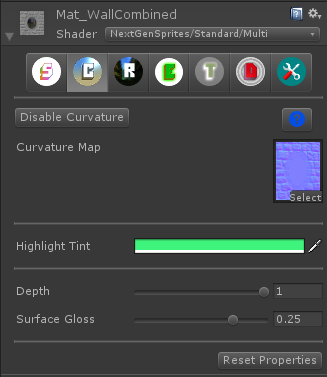 Mat_WallCombined
Shader NextGenSprites/Standard/Multi
S C R E T D
Disable Curvature
Curvature Map
Select
Highlight Tint
Depth 1
Surface Gloss 0.25
Reset Properties